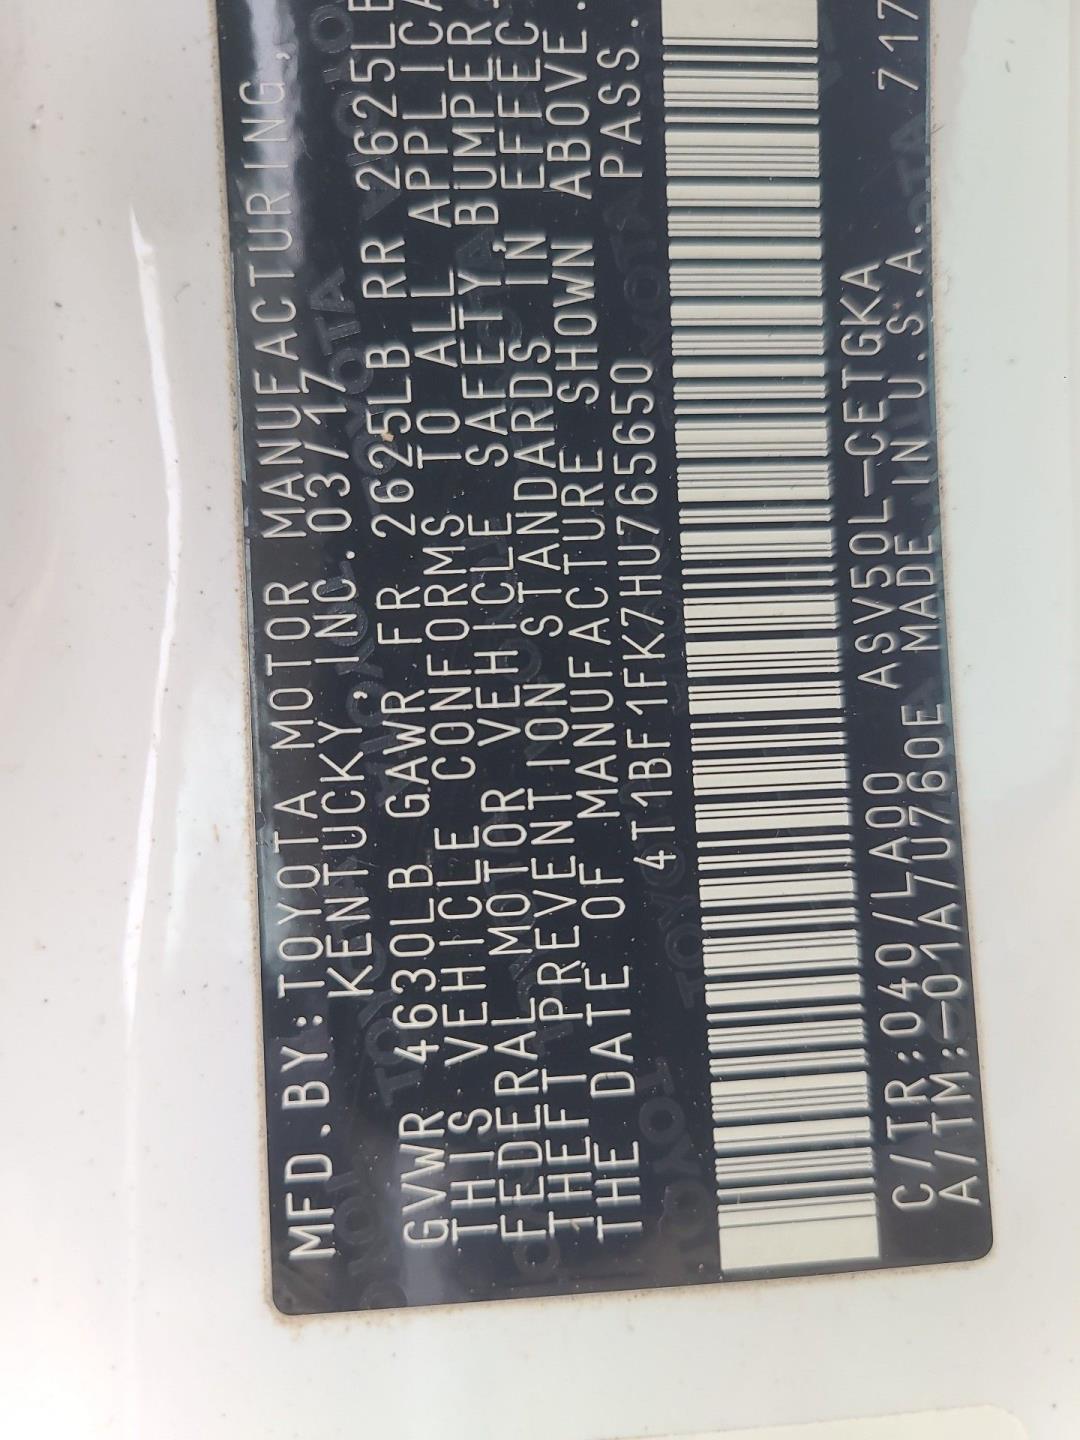 MFD.BY:TOYOTA MOTOR MANUFACTURING,
KENTUCKY,INC. 03/17
GVWR 4630LB GAWR FR 2625LB RR 2625LB
THIS VEHICLE CONFORMS TO ALL
FEDERAL MOTOR VEHICLE SAFETY, BUMPER,
THEFT PREVENTION STANDARDS IN
THE DATE OF MANUFACTURE SHOWN ABOVE.
4T1BF1FK7HU765650 PASS.
C/TR:040/LA00 ASV50L-CETGKA 717
A/TM:-01A/U760E MADE IN U.S.A.